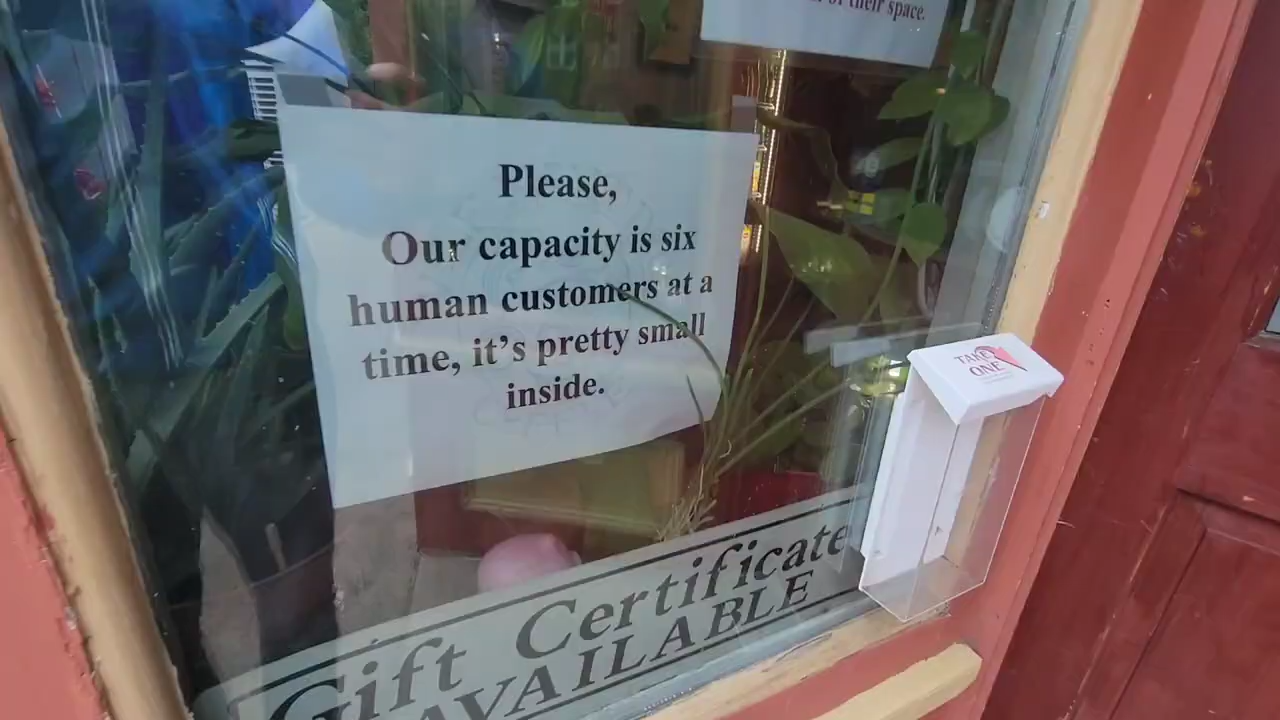 their space.
Please,
Our capacity is six
human customers at a
time, it's pretty small
inside.
TAKE
ONE
Gift Certificate
AVAILABLE